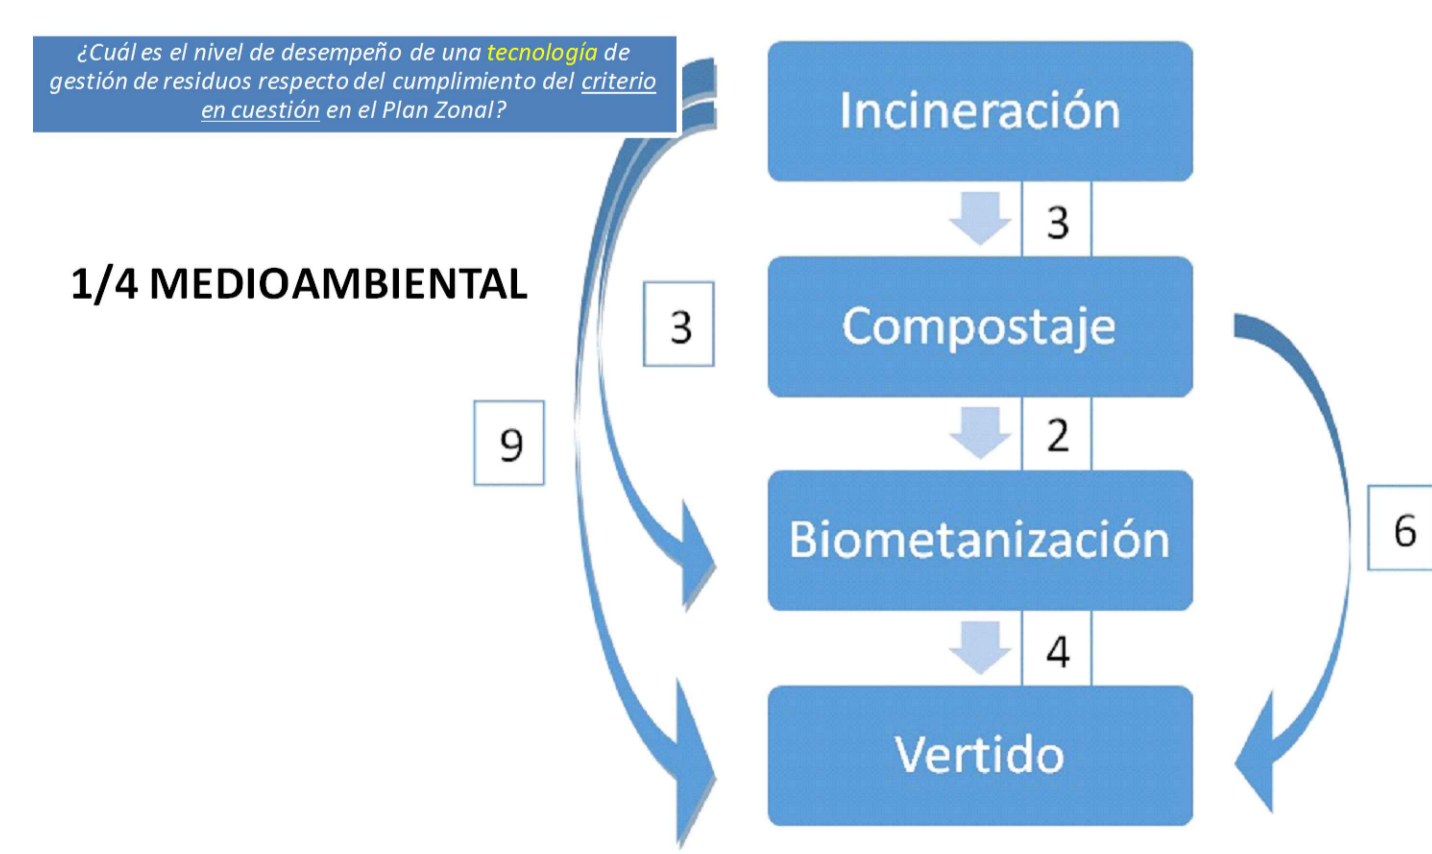 ¿Cuál es el nivel de desempeño de una tecnología de
gestión de residuos respecto del cumplimiento del criterio
en cuestión en el Plan Zonal?
Incineración
3
1/4 MEDIOAMBIENTAL
3
Compostaje
9
2
6
Biometanización
4
Vertido